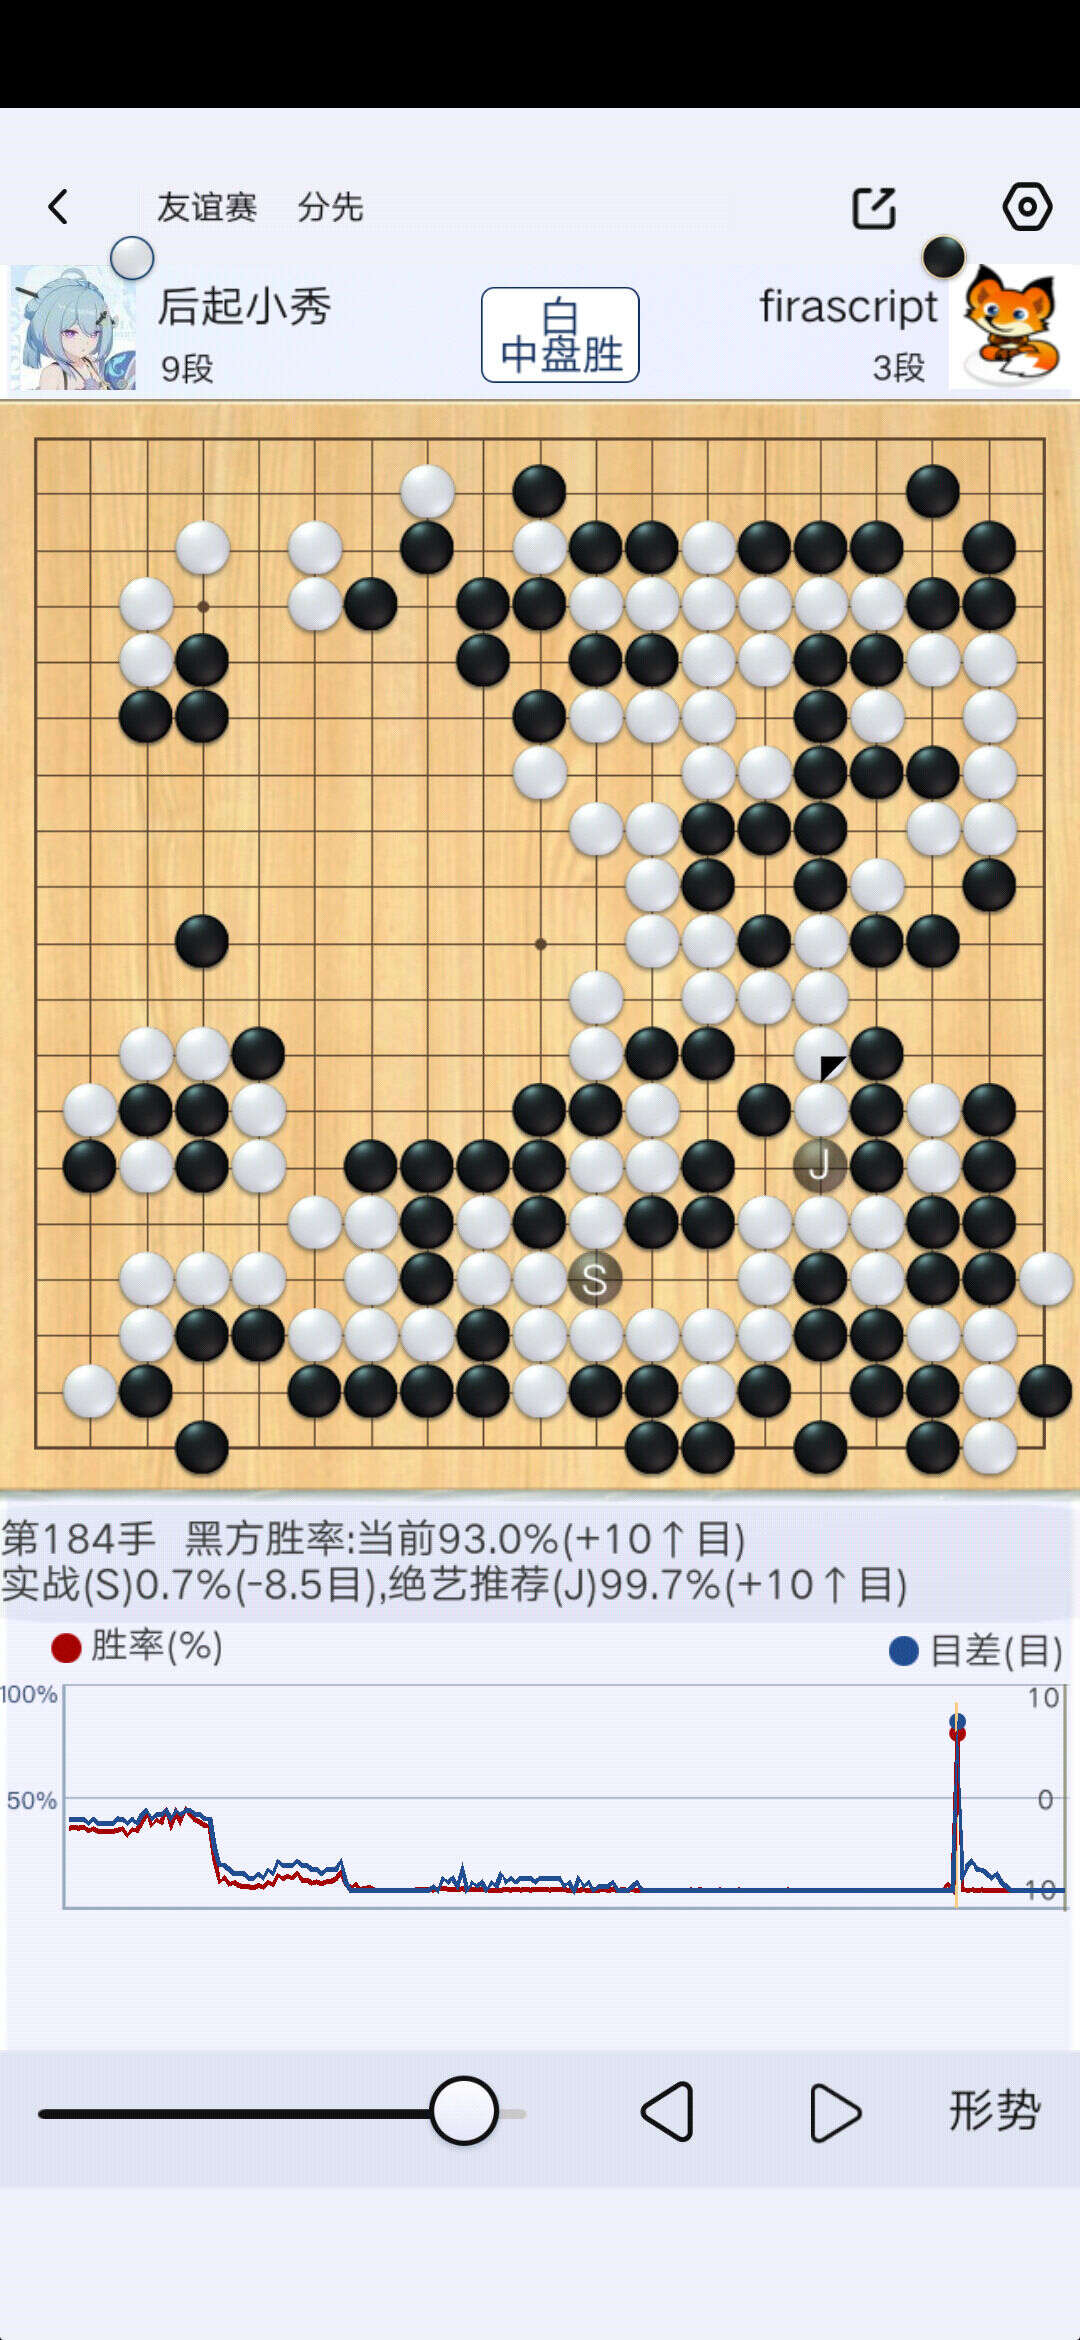 友谊赛 分先
后起小秀
9段
白
中盘胜
firascript
3段
J
S
第184手 黑方胜率:当前93.0%(+10↑目)
实战(S)0.7%(-8.5目),绝艺推荐(J)99.7%(+10↑目)
胜率(%) 目差(目)
100% 10
50% 0
10
形势